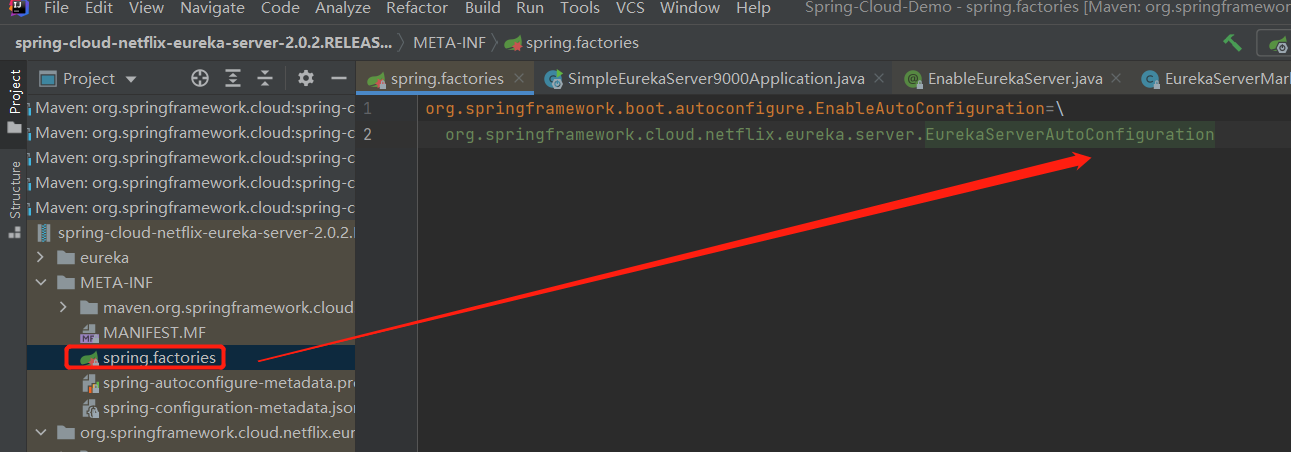 File Edit View Navigate Code Analyze Refactor Build Run Tools VCS Window Help Spring-Cloud-Demo - spring.factories [Maven: org.springframework
spring-cloud-netflix-eureka-server-2.0.2.RELEAS... META-INF spring.factories
Project
Structure
Project
spring.factories SimpleEurekaServer9000Application.java EnableEurekaServer.java EurekaServerMar
Maven: org.springframework.cloud:spring-c
Maven: org.springframework.cloud:spring-c
Maven: org.springframework.cloud:spring-c
Maven: org.springframework.cloud:spring-c
Maven: org.springframework.cloud:spring-c
spring-cloud-netflix-eureka-server-2.0.2.
eureka
META-INF
maven.org.springframework.cloud
MANIFEST.MF
spring.factories
spring-autoconfigure-metadata.pr
spring-configuration-metadata.json
org.springframework.cloud.netflix.eur
1 org.springframework.boot.autoconfigure.EnableAutoConfiguration=\
2 org.springframework.cloud.netflix.eureka.server.EurekaServerAutoConfiguration